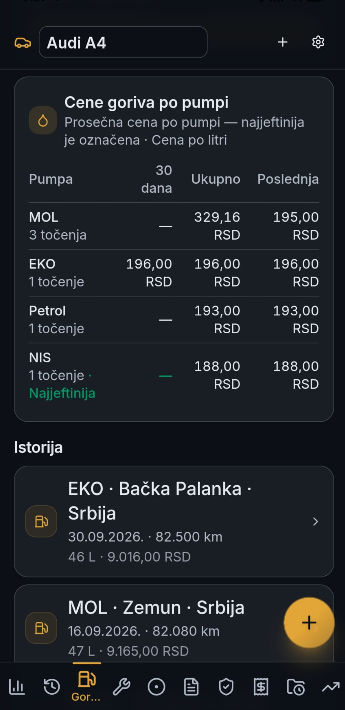 Audi A4
Cene goriva po pumpi
Prosečna cena po pumpi — najjeftinija
je označena · Cena po litri
Pumpa 30 dana Ukupno Poslednja
MOL
3 točenja
— 329,16 RSD 195,00 RSD
EKO
1 točenje
196,00 RSD 196,00 RSD 196,00 RSD
Petrol
1 točenje
— 193,00 RSD 193,00 RSD
NIS
1 točenje ·
Najjeftinija
— 188,00 RSD 188,00 RSD
Istorija
EKO · Bačka Palanka ·
Srbija
30.09.2026. · 82.500 km
46 L · 9.016,00 RSD
MOL · Zemun · Srbija
16.09.2026. · 82.080 km
47 L · 9.165,00 RSD
Gor...